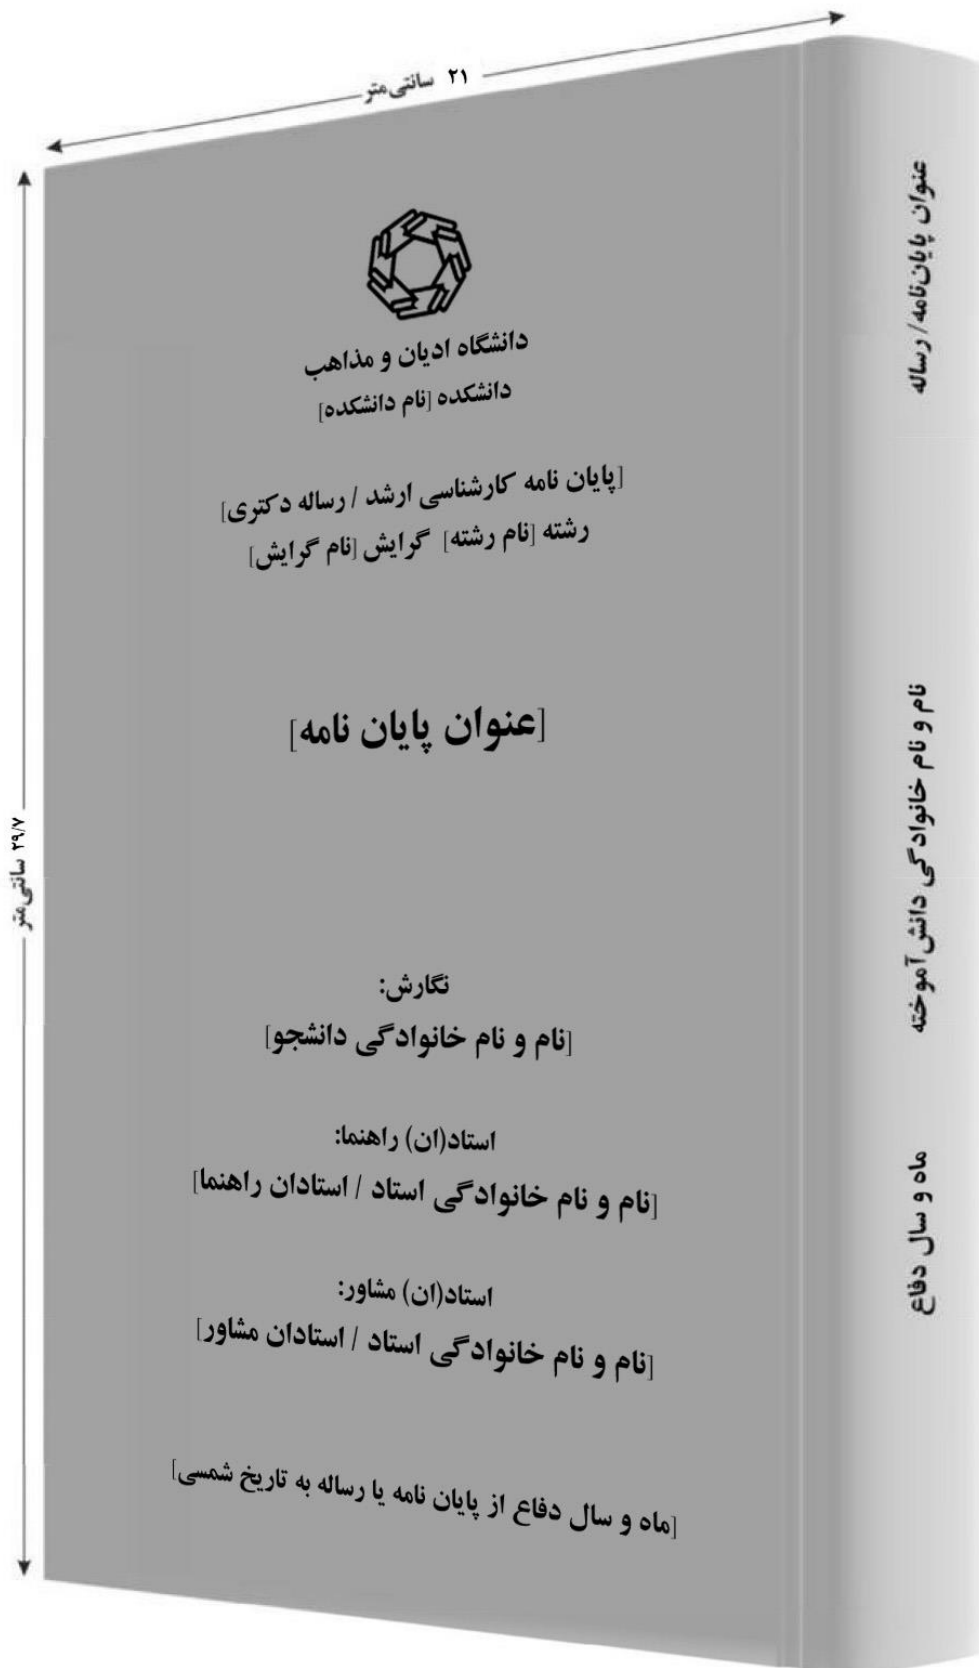 ۲۱ سانتی‌متر
دانشگاه ادیان و مذاهب
دانشکده [نام دانشکده]
[پایان نامه کارشناسی ارشد / رساله دکتری]
رشته [نام رشته] گرایش [نام گرایش]
[عنوان پایان نامه]
نگارش:
[نام و نام خانوادگی دانشجو]
استاد(ان) راهنما:
[نام و نام خانوادگی استاد / استادان راهنما]
استاد(ان) مشاور:
[نام و نام خانوادگی استاد / استادان مشاور]
[ماه و سال دفاع از پایان نامه یا رساله به تاریخ شمسی]
۲۹/۷ سانتی‌متر
عنوان پایان‌نامه/ رساله
نام و نام خانوادگی دانش‌آموخته
ماه و سال دفاع